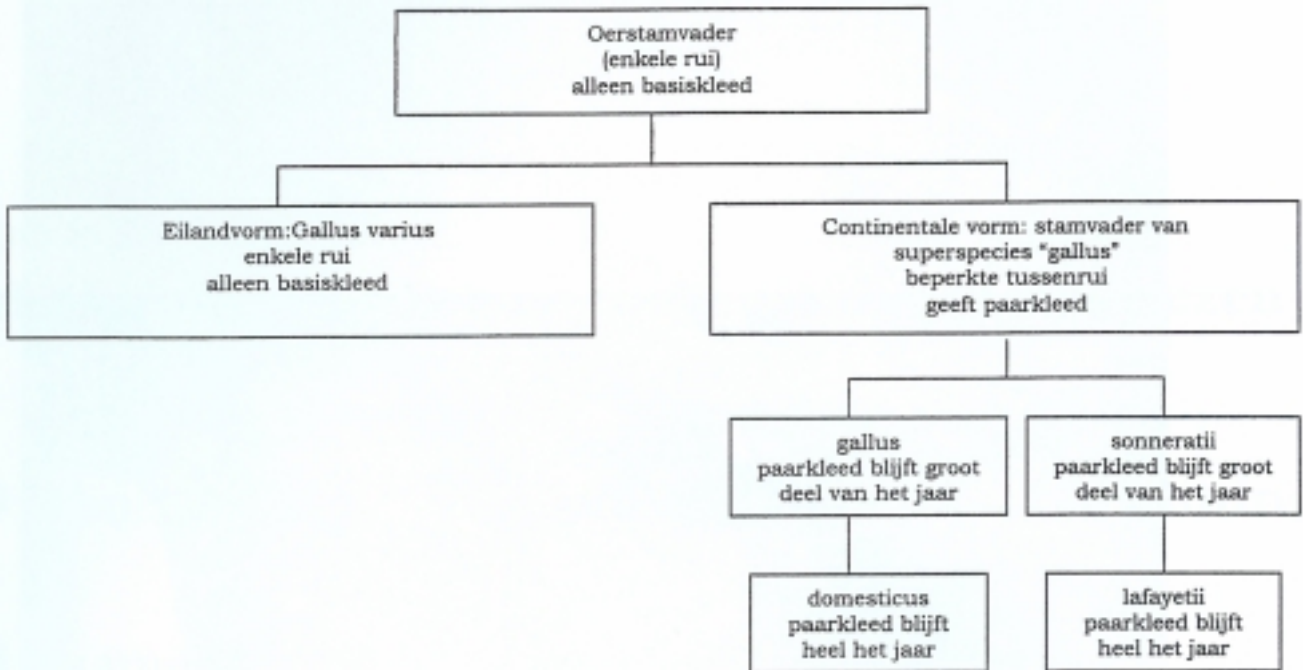 Oerstamvader
(enkele rui)
alleen basiskleed
Eilandvorm:Gallus varius
enkele rui
alleen basiskleed
Continentale vorm: stamvader van
superspecies "gallus"
beperkte tussenrui
geeft paarkleed
gallus
paarkleed blijft groot
deel van het jaar
sonneratii
paarkleed blijft groot
deel van het jaar
domesticus
paarkleed blijft
heel het jaar
lafayetii
paarkleed blijft
heel het jaar